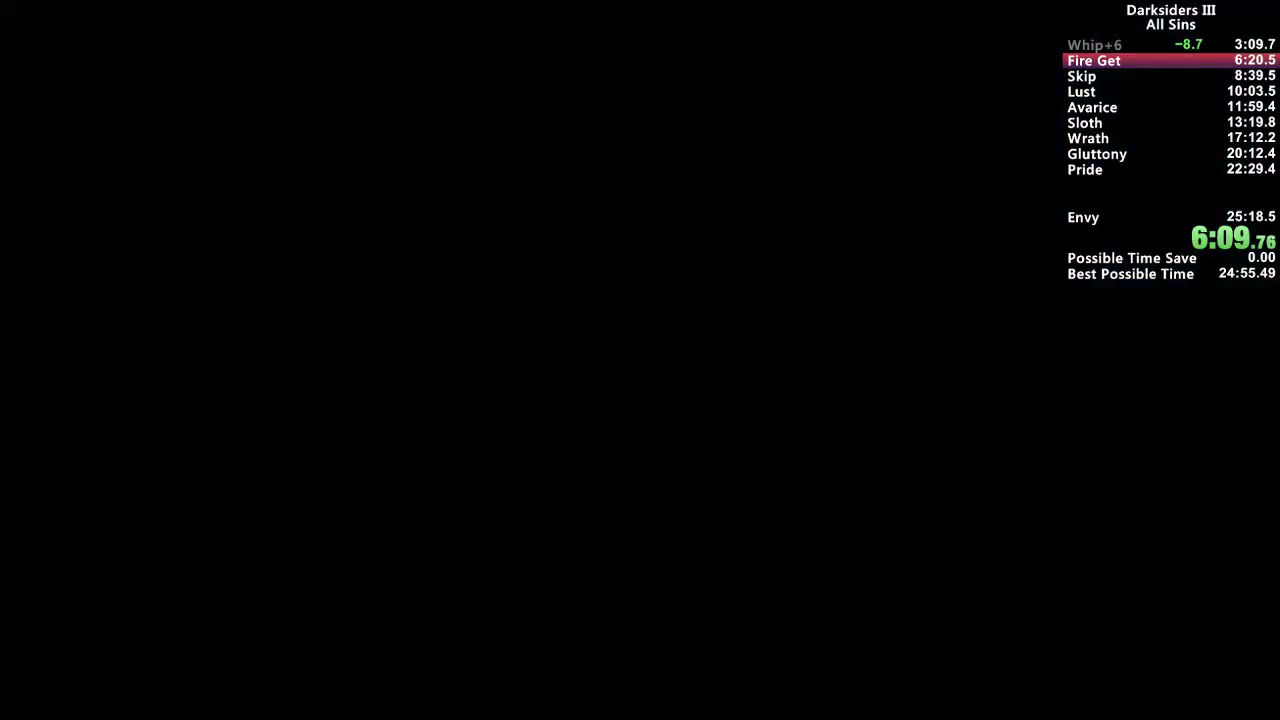 Darksiders III
All Sins
Whip+6 −8.7 3:09.7
Fire Get 6:20.5
Skip 8:39.5
Lust 10:03.5
Avarice 11:59.4
Sloth 13:19.8
Wrath 17:12.2
Gluttony 20:12.4
Pride 22:29.4
Envy 25:18.5
6:09.76
Possible Time Save 0.00
Best Possible Time 24:55.49